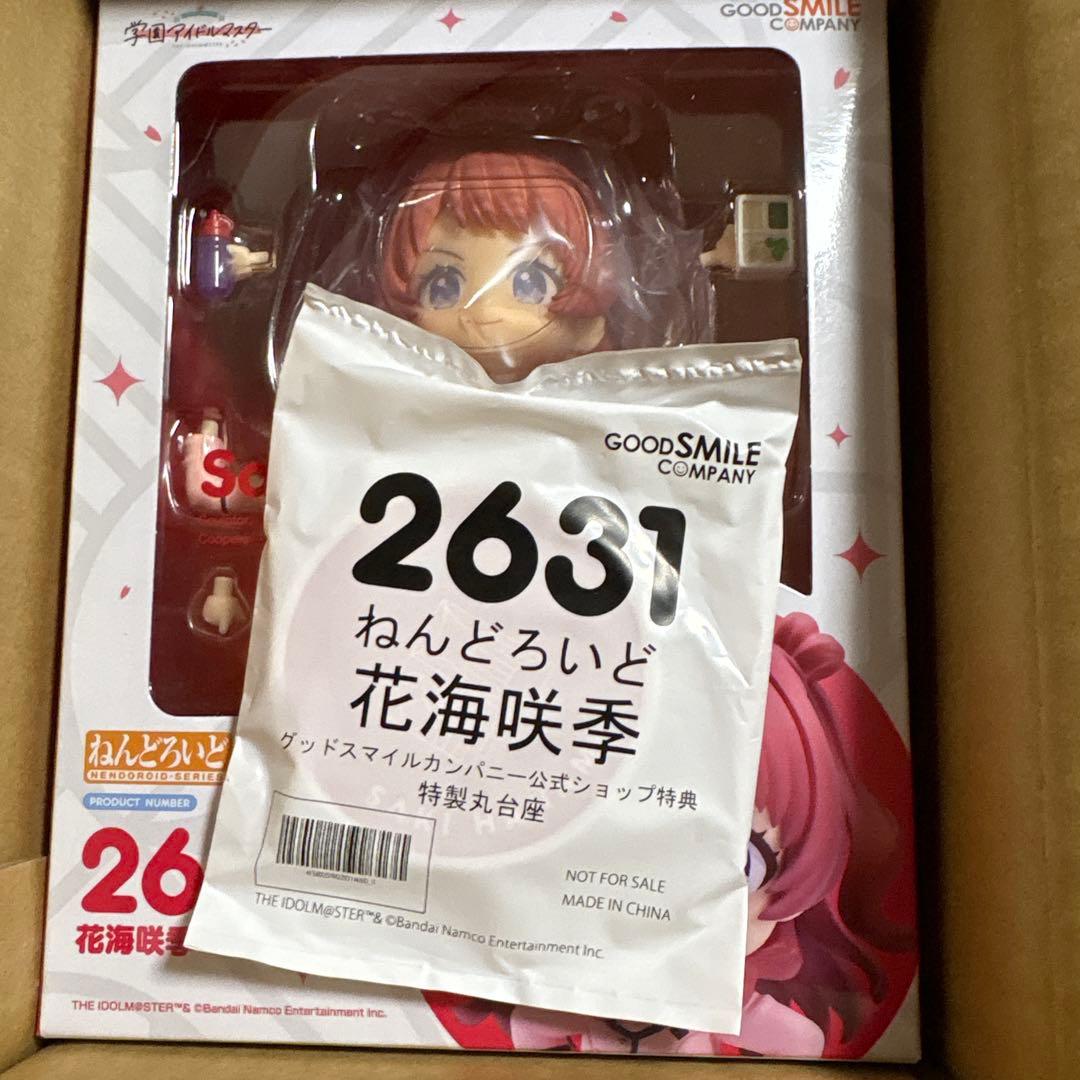 学園アイドルマスター
GOOD SMILE
COMPANY
GOOD SMILE
COMPANY
2631
ねんどろいど
花海咲季
グッドスマイルカンパニー公式ショップ特典
特製丸台座
NOT FOR SALE
MADE IN CHINA
THE IDOLM@STER™& ©Bandai Namco Entertainment Inc.
ねんどろいど
NENDOROID-SERIES
PRODUCT NUMBER
26
花海咲季
THE IDOLM@STER™& ©Bandai Namco Entertainment Inc.